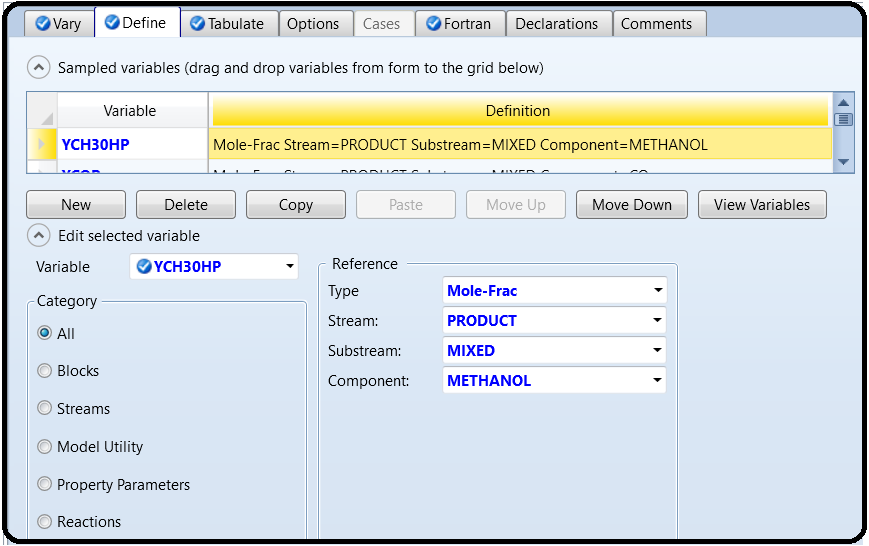 Vary Define Tabulate Options Cases Fortran Declarations Comments
Sampled variables (drag and drop variables from form to the grid below)
Variable Definition
YCH30HP Mole-Frac Stream=PRODUCT Substream=MIXED Component=METHANOL
New Delete Copy Paste Move Up Move Down View Variables
Edit selected variable
Variable YCH30HP
Reference
Type Mole-Frac
Stream: PRODUCT
Substream: MIXED
Component: METHANOL
Category
All
Blocks
Streams
Model Utility
Property Parameters
Reactions